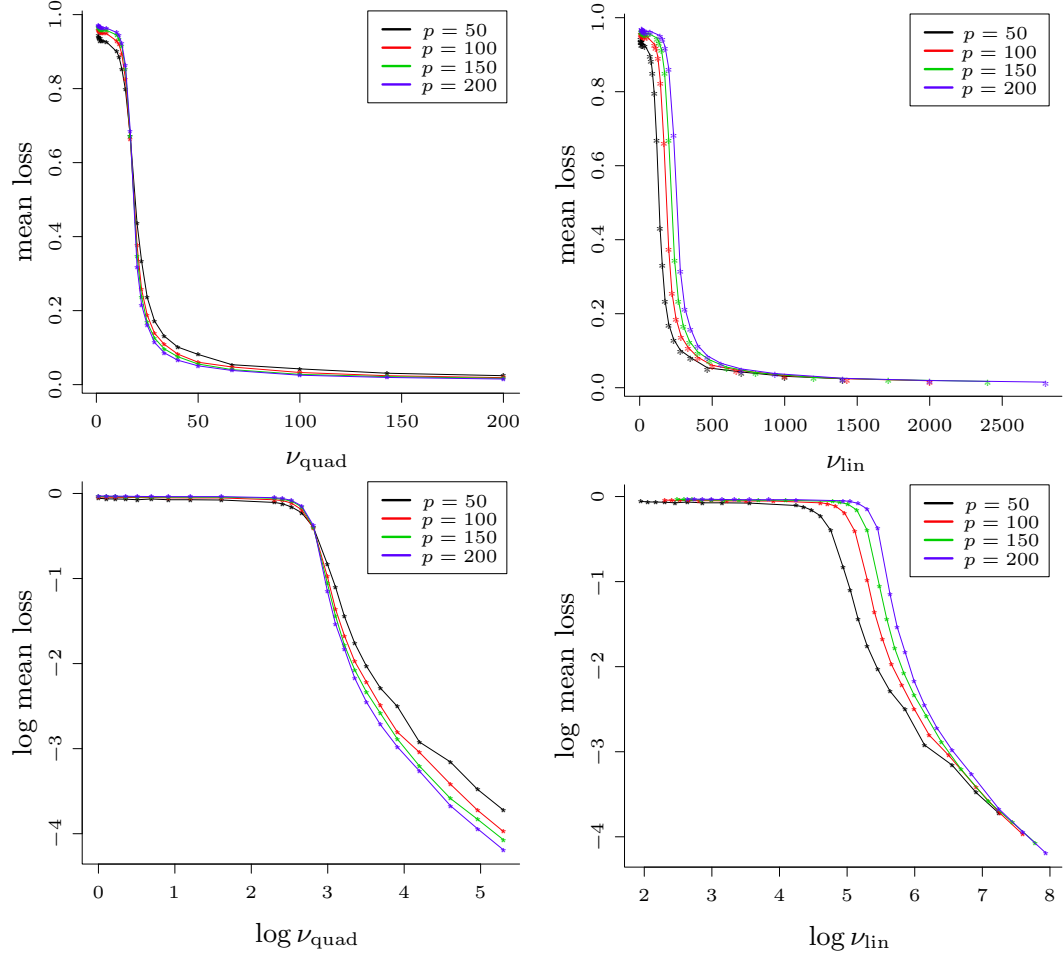 mean loss
1.0
0.8
0.6
0.4
0.2
0.0
p = 50
p = 100
p = 150
p = 200
0 50 100 150 200
ν_quad
mean loss
1.0
0.8
0.6
0.4
0.2
0.0
p = 50
p = 100
p = 150
p = 200
0 500 1000 1500 2000 2500
ν_lin
log mean loss
0
−1
−2
−3
−4
p = 50
p = 100
p = 150
p = 200
0 1 2 3 4 5
log ν_quad
log mean loss
0
−1
−2
−3
−4
p = 50
p = 100
p = 150
p = 200
2 3 4 5 6 7 8
log ν_lin